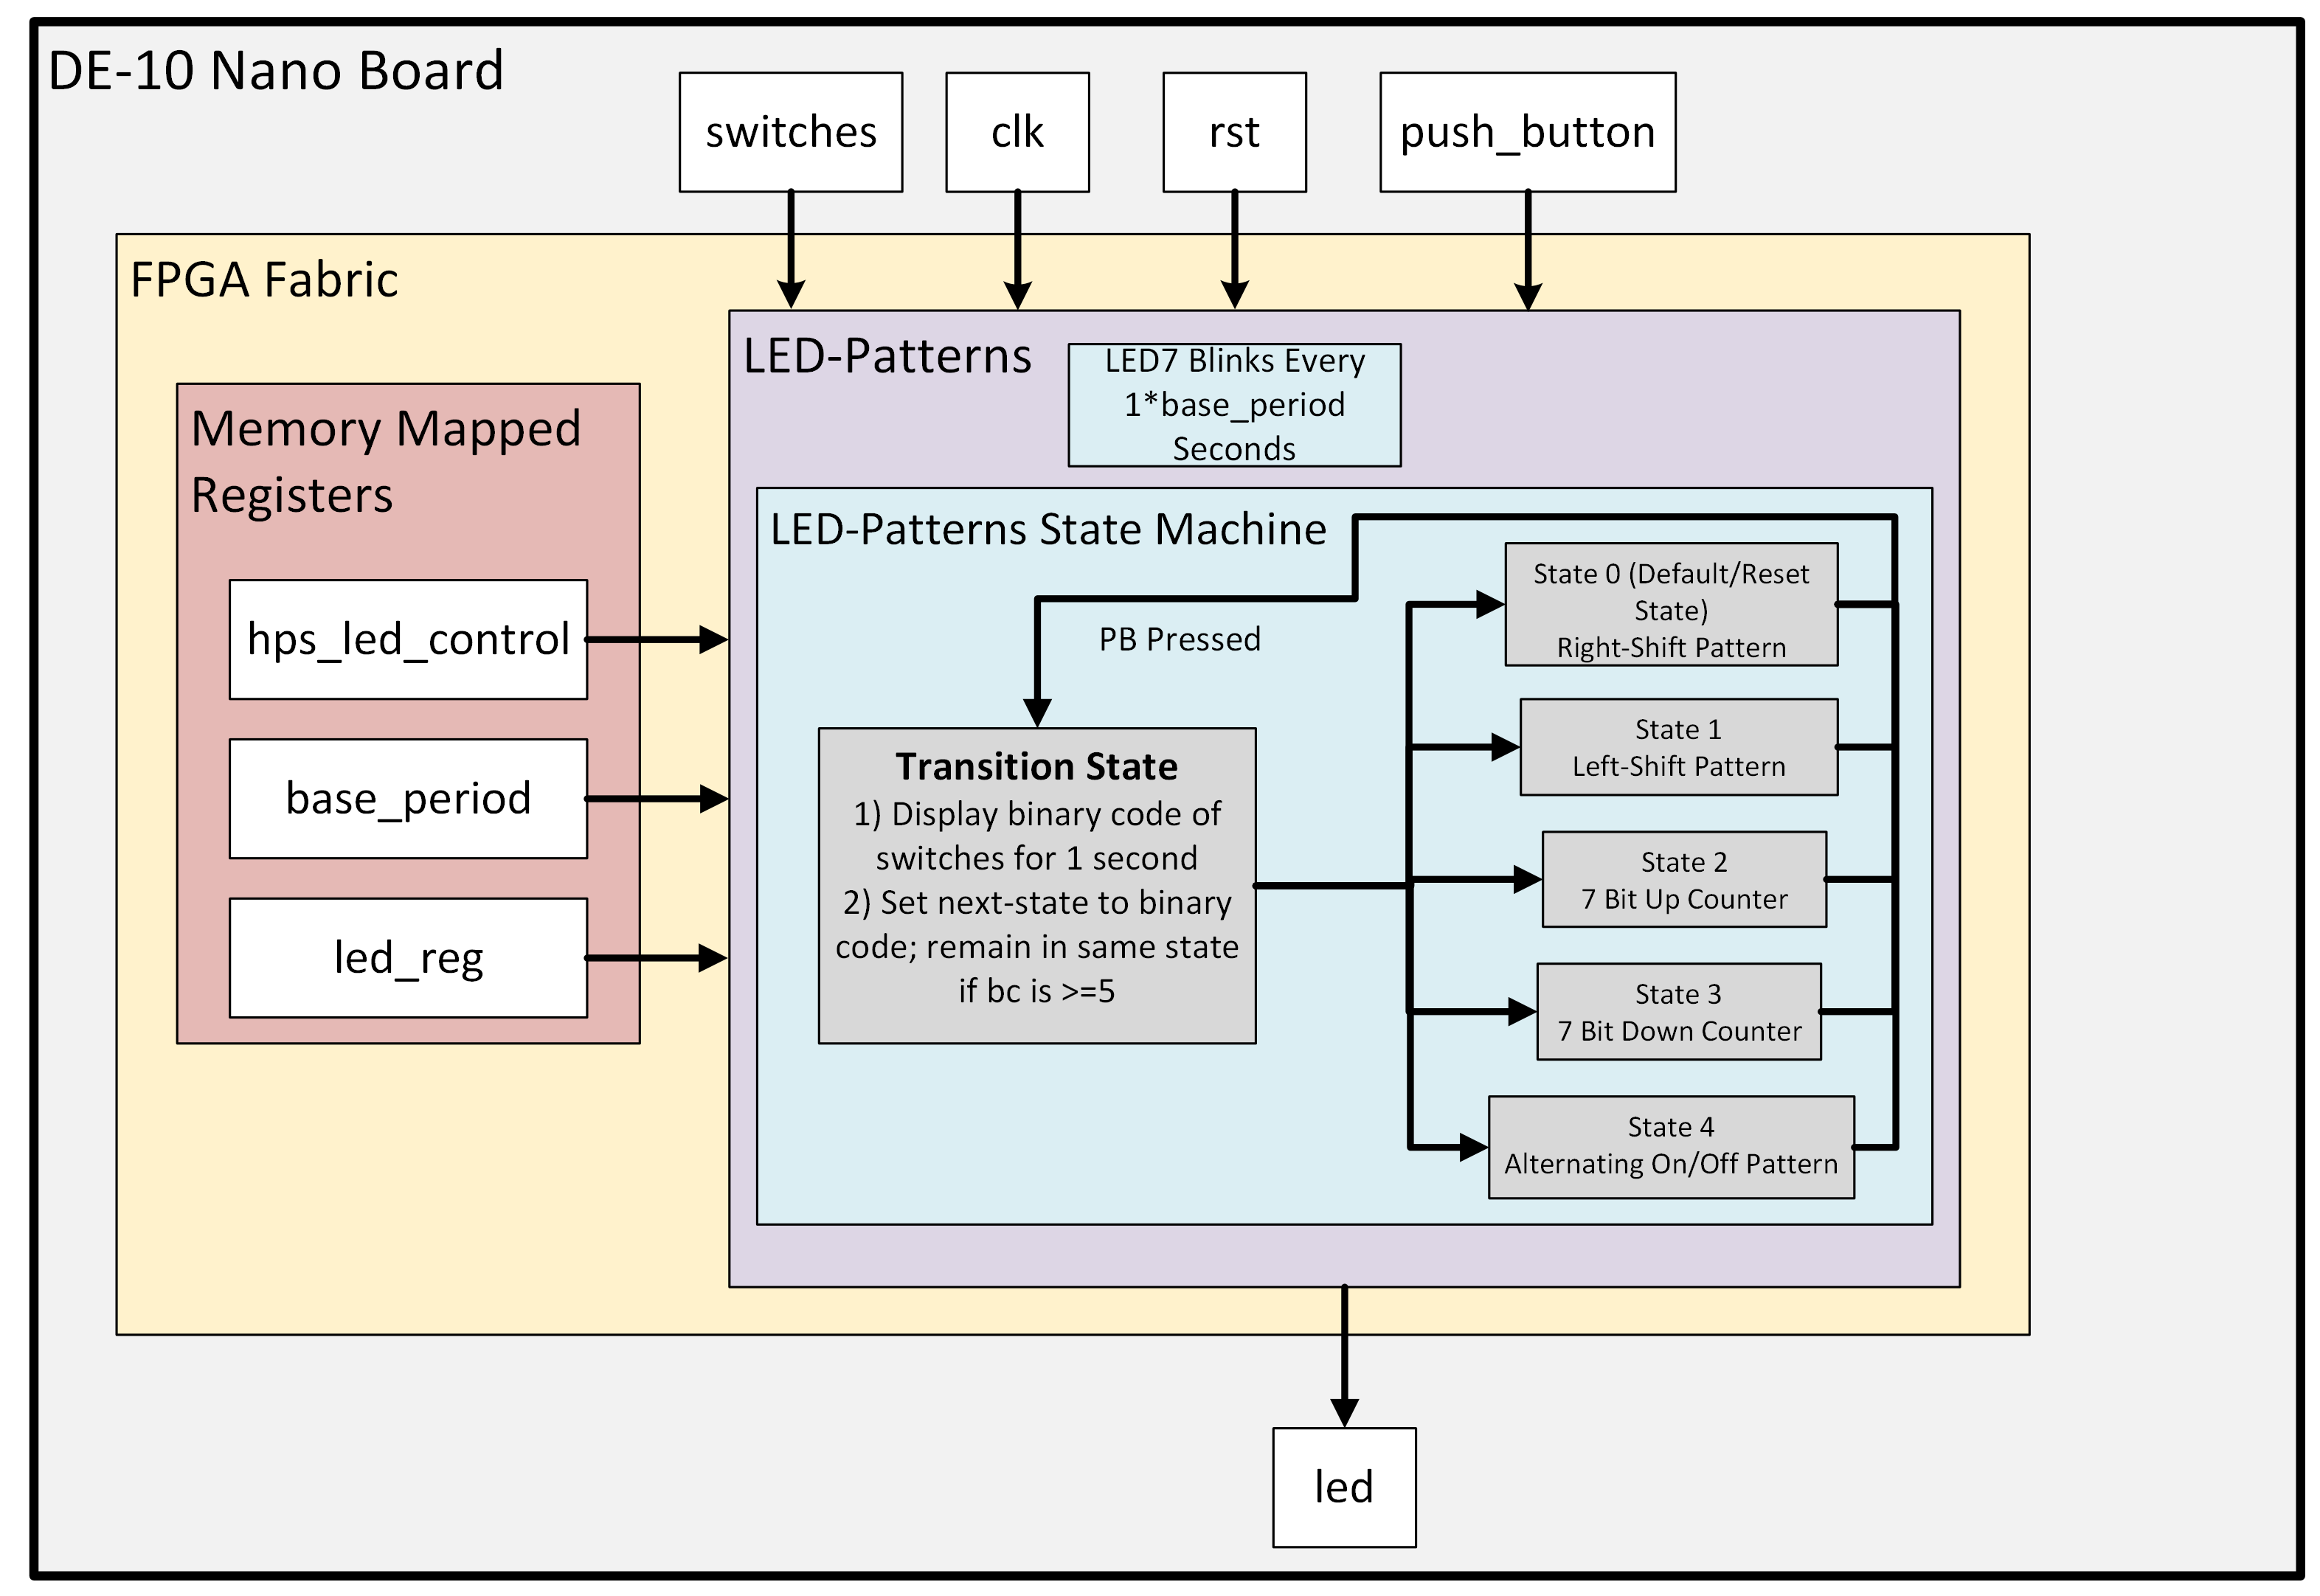 DE-10 Nano Board
switches
clk
rst
push_button
FPGA Fabric
LED-Patterns
LED7 Blinks Every
1*base_period
Seconds
Memory Mapped
Registers
hps_led_control
base_period
led_reg
LED-Patterns State Machine
PB Pressed
Transition State
1) Display binary code of
switches for 1 second
2) Set next-state to binary
code; remain in same state
if bc is >=5
State 0 (Default/Reset
State)
Right-Shift Pattern
State 1
Left-Shift Pattern
State 2
7 Bit Up Counter
State 3
7 Bit Down Counter
State 4
Alternating On/Off Pattern
led